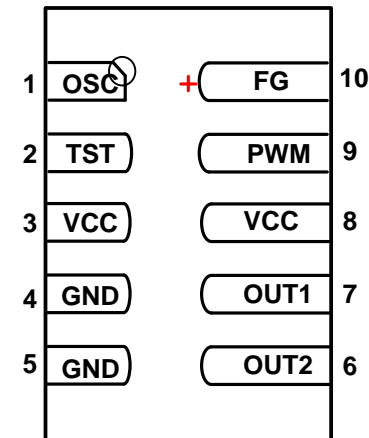 1 OSC FG 10
2 TST PWM 9
3 VCC VCC 8
4 GND OUT1 7
5 GND OUT2 6